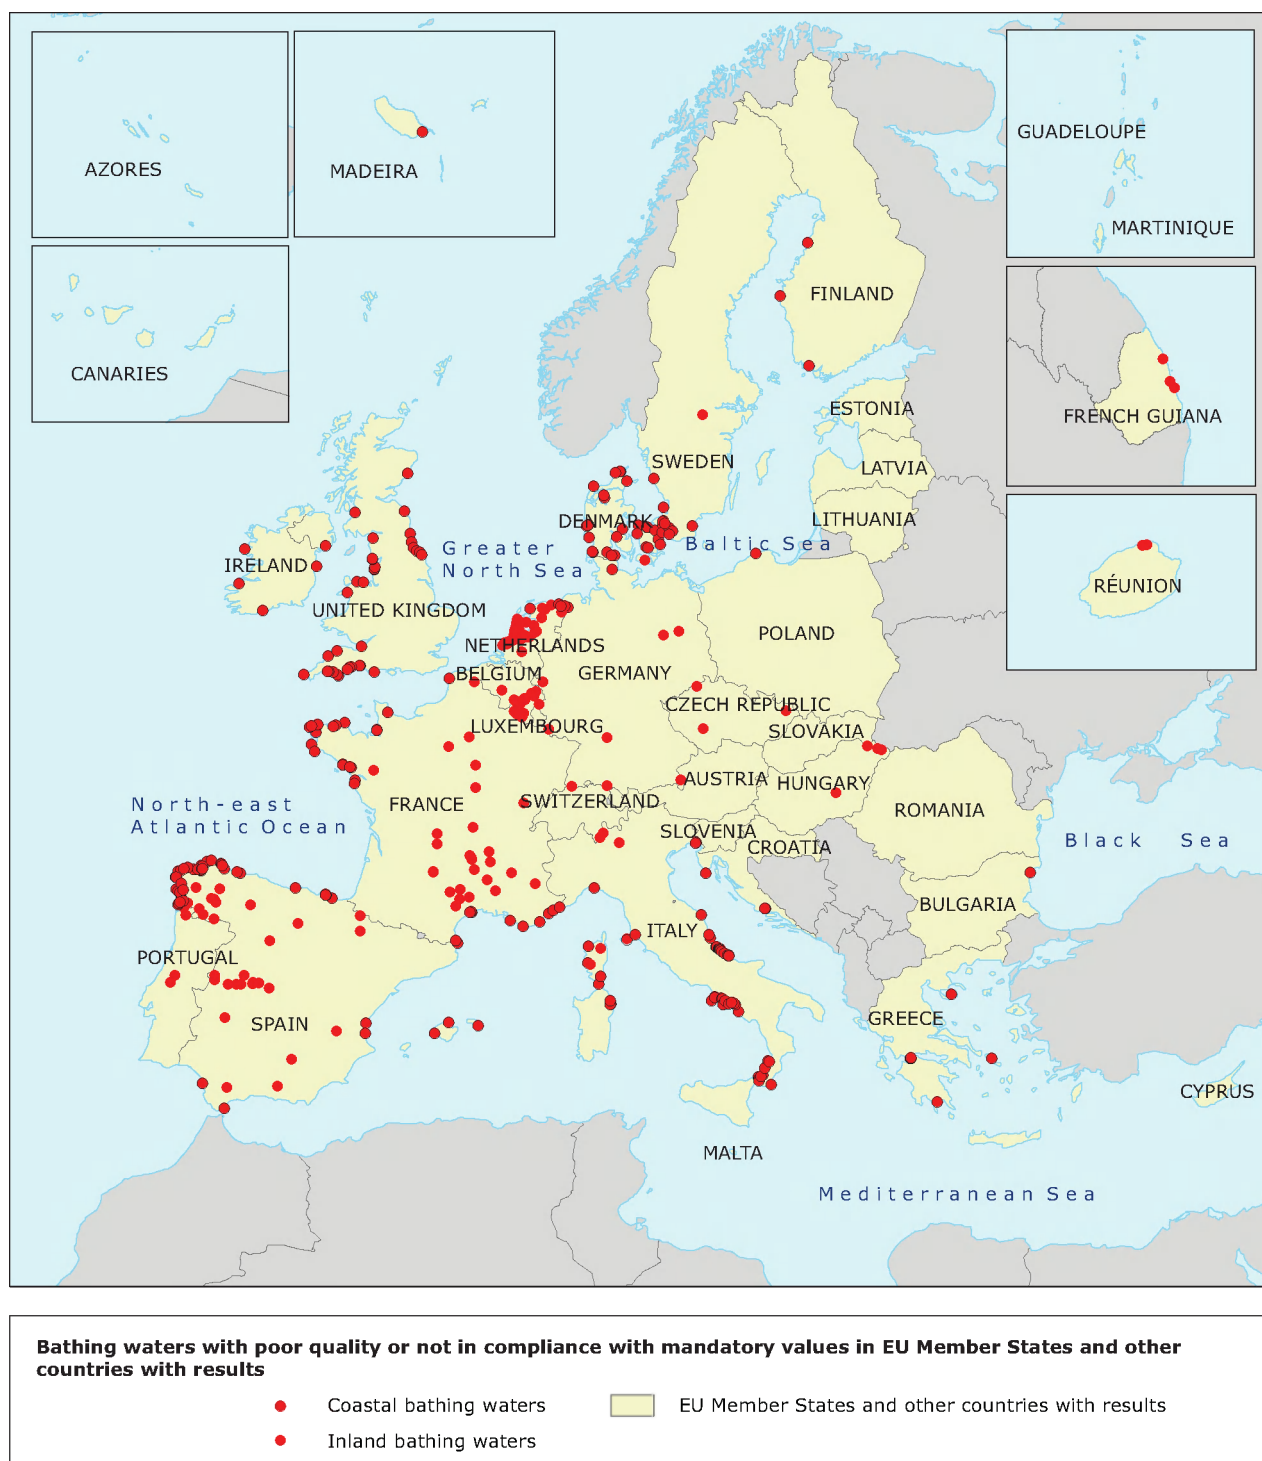 AZORES
MADEIRA
GUADELOUPE
MARTINIQUE
CANARIES
FINLAND
FRENCH GUIANA
ESTONIA
SWEDEN
LATVIA
DENMARK
LITHUANIA
Baltic Sea
Greater
North Sea
IRELAND
UNITED KINGDOM
RÉUNION
NETHERLANDS
POLAND
BELGIUM
GERMANY
CZECH REPUBLIC
LUXEMBOURG
SLOVAKIA
AUSTRIA
HUNGARY
North-east
Atlantic Ocean
FRANCE
SWITZERLAND
ROMANIA
SLOVENIA
CROATIA
Black Sea
BULGARIA
ITALY
PORTUGAL
SPAIN
GREECE
CYPRUS
MALTA
Mediterranean Sea
Bathing waters with poor quality or not in compliance with mandatory values in EU Member States and other
countries with results
Coastal bathing waters
EU Member States and other countries with results
Inland bathing waters